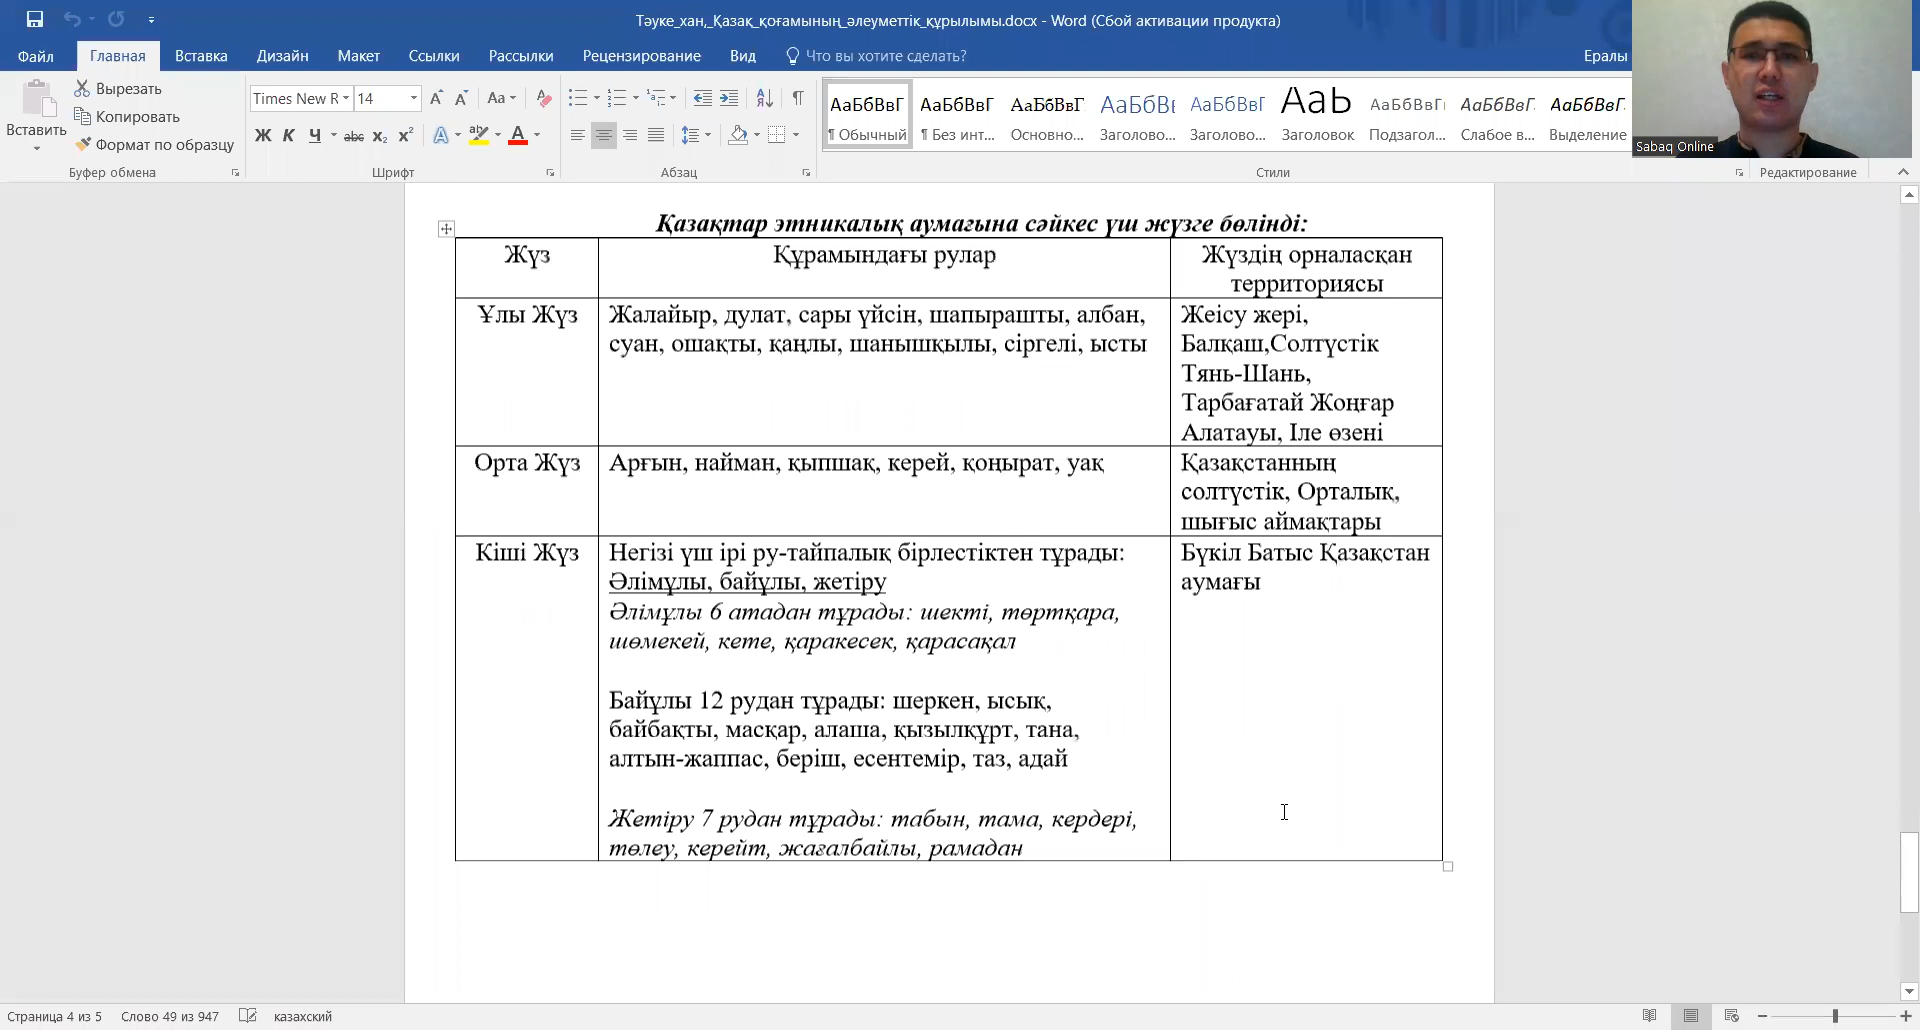 Тәуке_хан,_Қазақ_қоғамының_әлеуметтік_құрылымы.docx - Word (Сбой активации продукта)
Файл
Главная
Вставка
Дизайн
Макет
Ссылки
Рассылки
Рецензирование
Вид
Что вы хотите сделать?
Ералы
Вставить
Вырезать
Копировать
Формат по образцу
Буфер обмена
Times New R
14
Шрифт
Абзац
АаБбВвГ
¶ Обычный
АаБбВвГ
¶ Без инт...
АаБбВвГ
Основно...
АаБбВ
Заголово...
АаБбВвГ
Заголово...
АаЬ
Заголовок
АаБбВвГ
Подзагол...
АаБбВвГ
Слабое в...
АаБбВвГ
Выделение
Стили
Редактирование
Sabaq Online
Қазақтар этникалық аумағына сәйкес үш жүзге бөлінді:
Жүз
Құрамындағы рулар
Жүздің орналасқан
территориясы
Ұлы Жүз
Жалайыр, дулат, сары үйсін, шапырашты, албан,
суан, ошақты, қаңлы, шанышқылы, сіргелі, ысты
Жеісу жері,
Балқаш,Солтүстік
Тянь-Шань,
Тарбағатай Жоңғар
Алатауы, Іле өзені
Орта Жүз
Арғын, найман, қыпшақ, керей, қоңырат, уақ
Қазақстанның
солтүстік, Орталық,
шығыс аймақтары
Кіші Жүз
Негізі үш ірі ру-тайпалық бірлестіктен тұрады:
Әлімұлы, байұлы, жетіру
Әлімұлы 6 атадан тұрады: шекті, төртқара,
шөмекей, кете, қаракесек, қарасақал
Байұлы 12 рудан тұрады: шеркен, ысық,
байбақты, масқар, алаша, қызылқұрт, тана,
алтын-жаппас, беріш, есентемір, таз, адай
Жетіру 7 рудан тұрады: табын, тама, кердері,
төлеу, керейт, жағалбайлы, рамадан
Бүкіл Батыс Қазақстан
аумағы
Страница 4 из 5
Слово 49 из 947
казахский